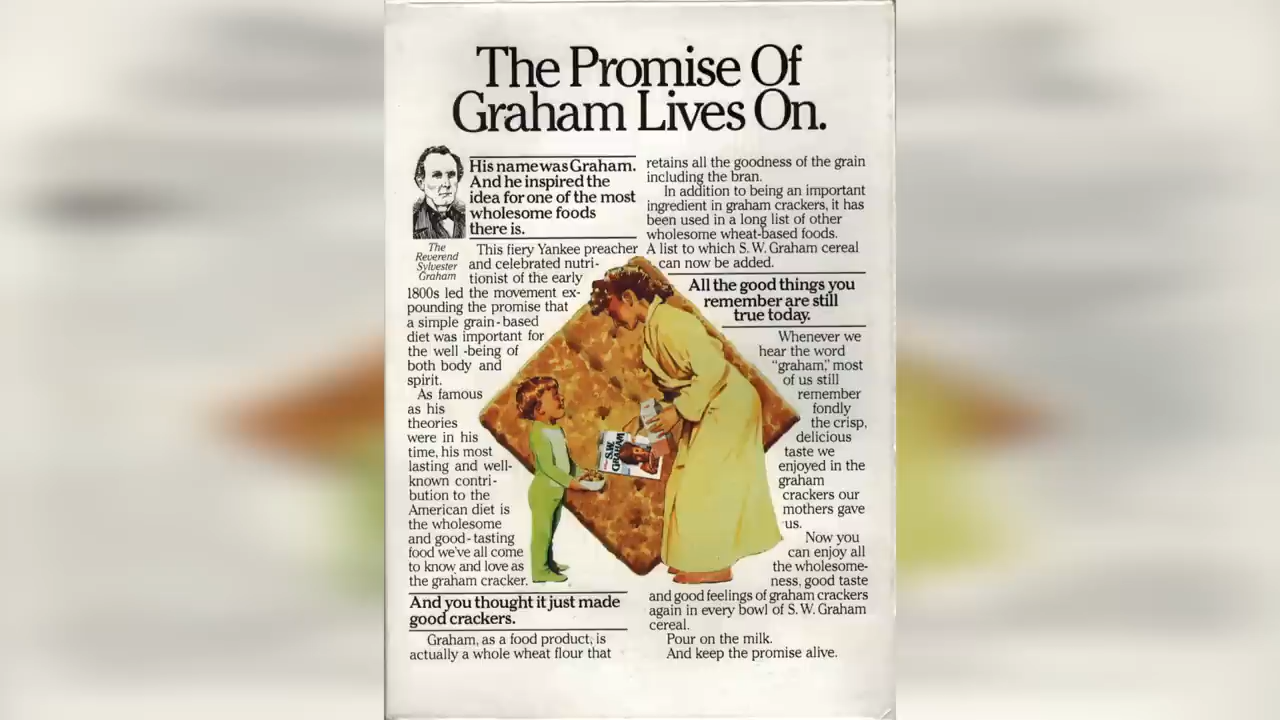 The Promise Of
Graham Lives On.
The
Reverend
Sylvester
Graham
His name was Graham.
And he inspired the
idea for one of the most
wholesome foods
there is.
This fiery Yankee preacher
and celebrated nutri-
tionist of the early
1800s led the movement ex-
pounding the promise that
a simple grain-based
diet was important for
the well-being of
both body and
spirit.
As famous
as his
theories
were in his
time, his most
lasting and well-
known contri-
bution to the
American diet is
the wholesome
and good-tasting
food we've all come
to know and love as
the graham cracker.
And you thought it just made
good crackers.
Graham, as a food product, is
actually a whole wheat flour that
retains all the goodness of the grain
including the bran.
In addition to being an important
ingredient in graham crackers, it has
been used in a long list of other
wholesome wheat-based foods.
A list to which S. W. Graham cereal
can now be added.
All the good things you
remember are still
true today.
Whenever we
hear the word
"graham," most
of us still
remember
fondly
the crisp,
delicious
taste we
enjoyed in the
graham
crackers our
mothers gave
us.
Now you
can enjoy all
the wholesome-
ness, good taste
and good feelings of graham crackers
again in every bowl of S. W. Graham
cereal.
Pour on the milk.
And keep the promise alive.
S.W.
GRAHAM